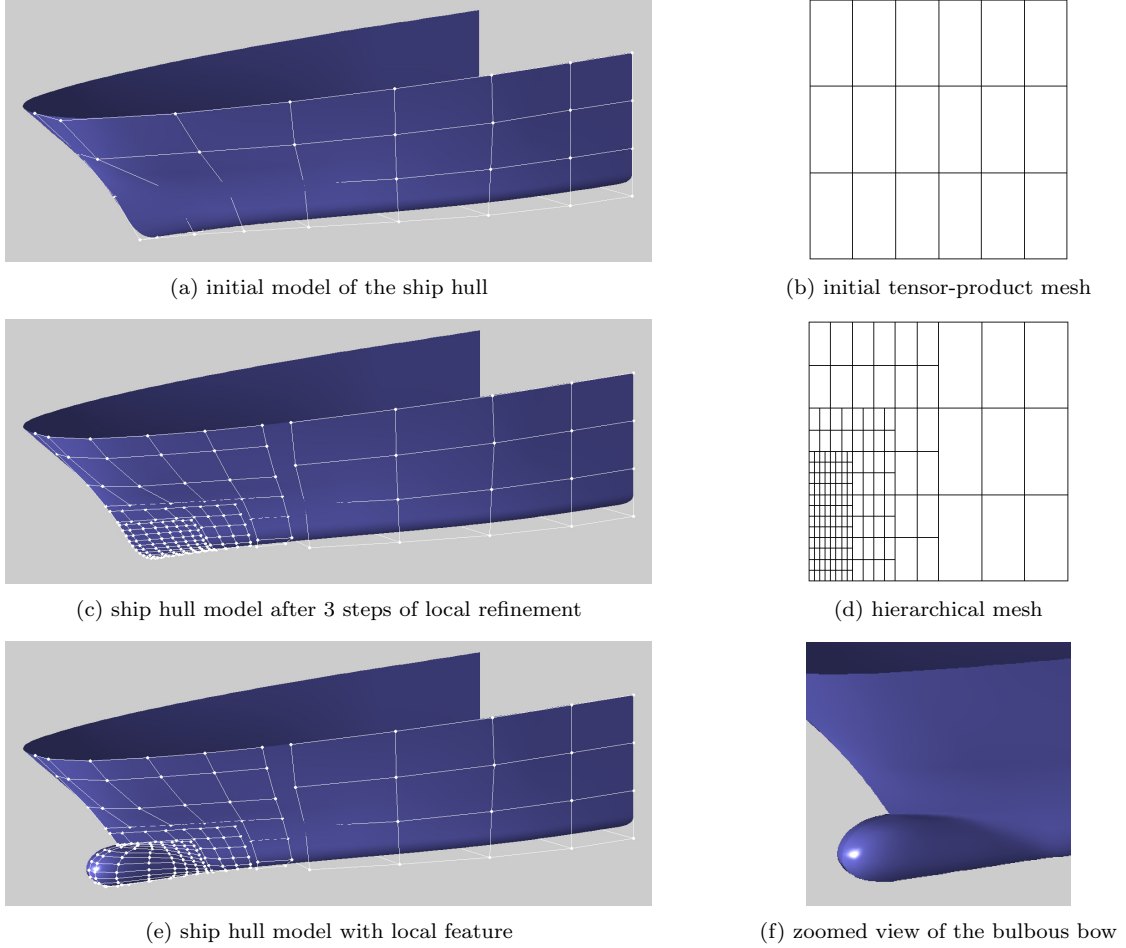 (a) initial model of the ship hull
(b) initial tensor-product mesh
(c) ship hull model after 3 steps of local refinement
(d) hierarchical mesh
(e) ship hull model with local feature
(f) zoomed view of the bulbous bow